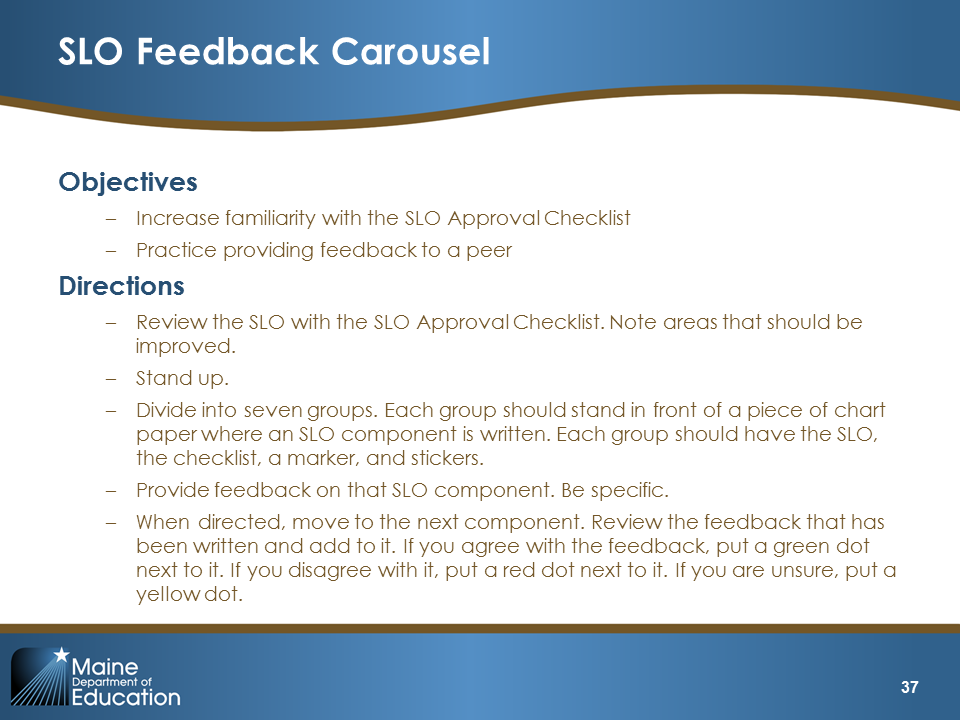 SLO Feedback Carousel
Objectives
– Increase familiarity with the SLO Approval Checklist
– Practice providing feedback to a peer
Directions
– Review the SLO with the SLO Approval Checklist. Note areas that should be
improved.
– Stand up.
– Divide into seven groups. Each group should stand in front of a piece of chart
paper where an SLO component is written. Each group should have the SLO,
the checklist, a marker, and stickers.
– Provide feedback on that SLO component. Be specific.
– When directed, move to the next component. Review the feedback that has
been written and add to it. If you agree with the feedback, put a green dot
next to it. If you disagree with it, put a red dot next to it. If you are unsure, put a
yellow dot.
Maine
Department of
Education
37